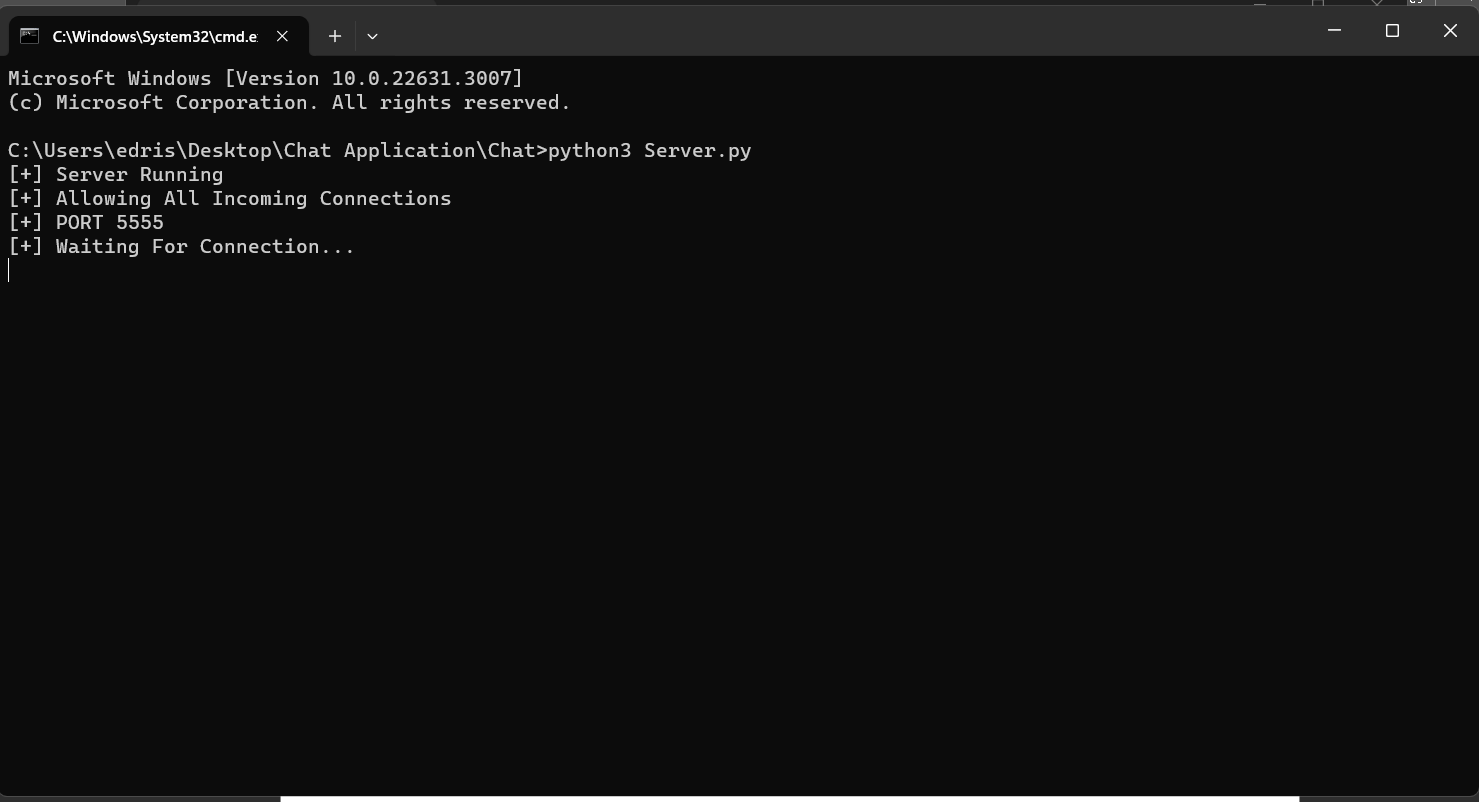 C:\Windows\System32\cmd.e
Microsoft Windows [Version 10.0.22631.3007]
(c) Microsoft Corporation. All rights reserved.
C:\Users\edris\Desktop\Chat Application\Chat>python3 Server.py
[+] Server Running
[+] Allowing All Incoming Connections
[+] PORT 5555
[+] Waiting For Connection...